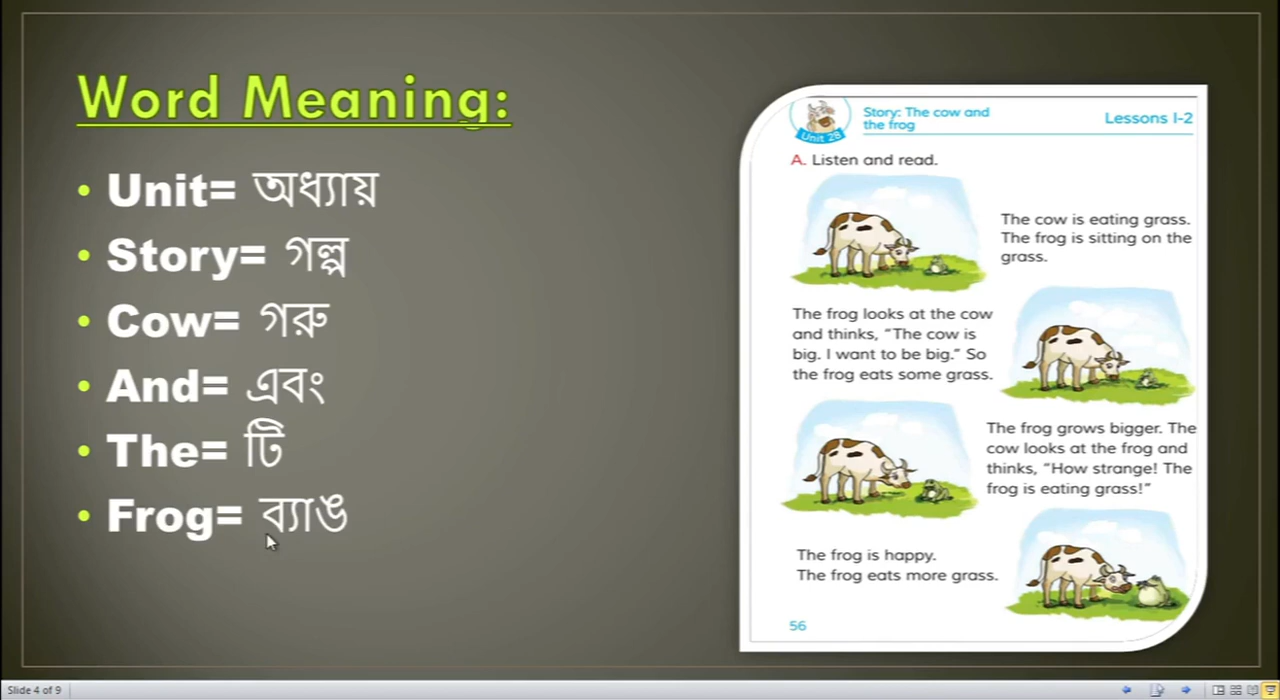 Word Meaning:
• Unit= অধ্যায়
• Story= গল্প
• Cow= গরু
• And= এবং
• The= টি
• Frog= ব্যাঙ
Unit 28
Story: The cow and
the frog
Lessons 1-2
A. Listen and read.
The cow is eating grass.
The frog is sitting on the
grass.
The frog looks at the cow
and thinks, “The cow is
big. I want to be big.” So
the frog eats some grass.
The frog grows bigger. The
cow looks at the frog and
thinks, “How strange! The
frog is eating grass!”
The frog is happy.
The frog eats more grass.
56
Slide 4 of 9